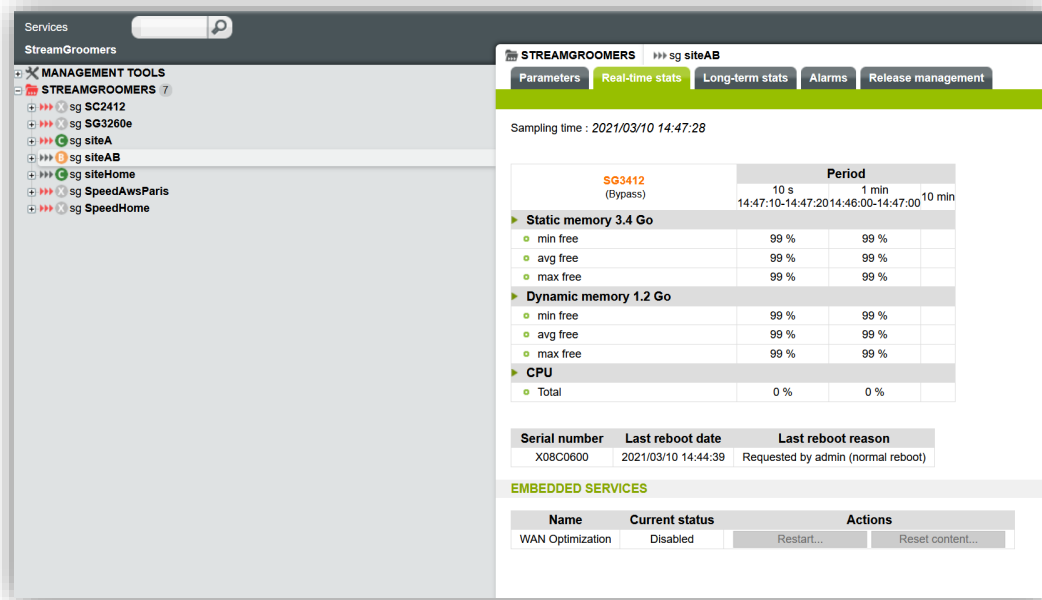 Services
StreamGroomers
MANAGEMENT TOOLS
STREAMGROOMERS 7
X sg SC2412
X sg SG3260e
C sg siteA
B sg siteAB
C sg siteHome
X sg SpeedAwsParis
X sg SpeedHome
STREAMGROOMERS sg siteAB
Parameters Real-time stats Long-term stats Alarms Release management
Sampling time : 2021/03/10 14:47:28
SG3412
(Bypass)
Period
10 s 1 min 10 min
14:47:10-14:47:20 14:46:00-14:47:00
Static memory 3.4 Go
min free 99 % 99 %
avg free 99 % 99 %
max free 99 % 99 %
Dynamic memory 1.2 Go
min free 99 % 99 %
avg free 99 % 99 %
max free 99 % 99 %
CPU
Total 0 % 0 %
Serial number Last reboot date Last reboot reason
X08C0600 2021/03/10 14:44:39 Requested by admin (normal reboot)
EMBEDDED SERVICES
Name Current status Actions
WAN Optimization Disabled Restart... Reset content...